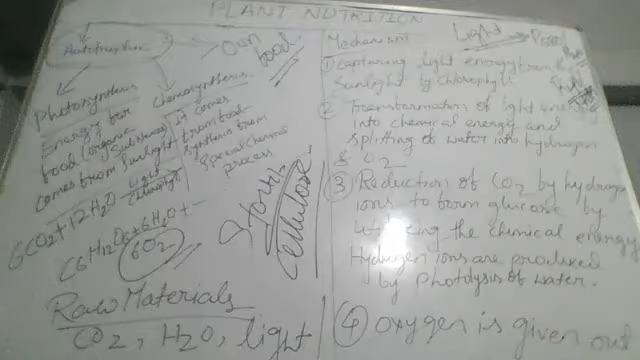 PLANT NUTRITION
Autotrophic
Own
food
Photosynthesis
Energy for
food (organic
substances)
comes from sunlight
6CO2 + 12H2O Light
Chlorophyll
C6H12O6 + 6H2O +
6O2
Chemosynthesis
It comes
from food
synthesis from
special chemical
process
Starch
Cellulose
Raw Materials
CO2, H2O, light
Mechanism
Light
① Capturing light energy from
sunlight by chlorophyll
② Transformation of light energy
into chemical energy and
splitting of water into hydrogen
& O2
③ Reduction of CO2 by hydrogen
ions to form glucose by
utilizing the chemical energy
Hydrogen ions are produced
by photolysis of water.
④ Oxygen is given out